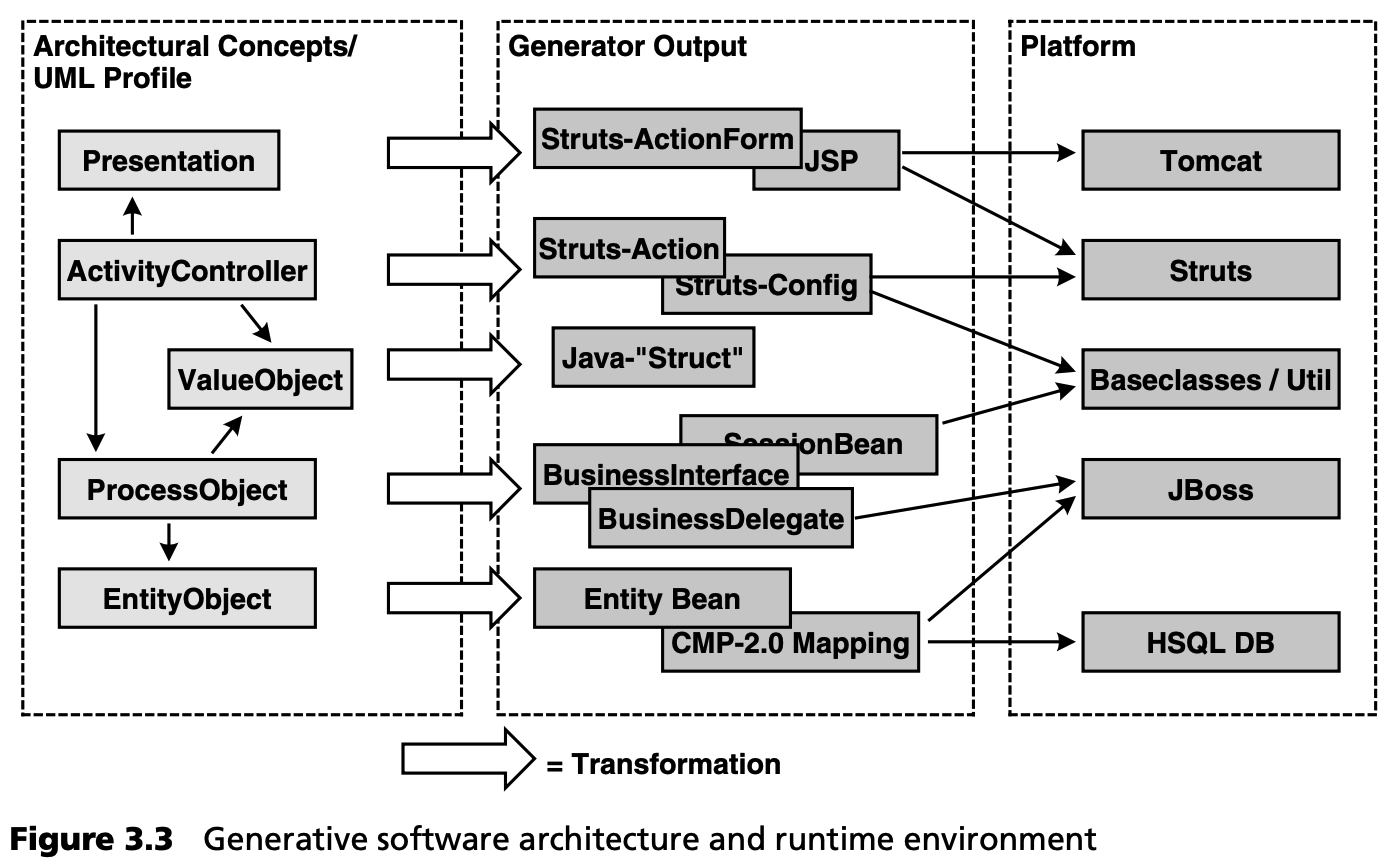 Architectural Concepts/
UML Profile
Presentation
ActivityController
ValueObject
ProcessObject
EntityObject
Generator Output
Struts-ActionForm
JSP
Struts-Action
Struts-Config
Java-"Struct"
SessionBean
BusinessInterface
BusinessDelegate
Entity Bean
CMP-2.0 Mapping
Platform
Tomcat
Struts
Baseclasses / Util
JBoss
HSQL DB
= Transformation
Figure 3.3 Generative software architecture and runtime environment